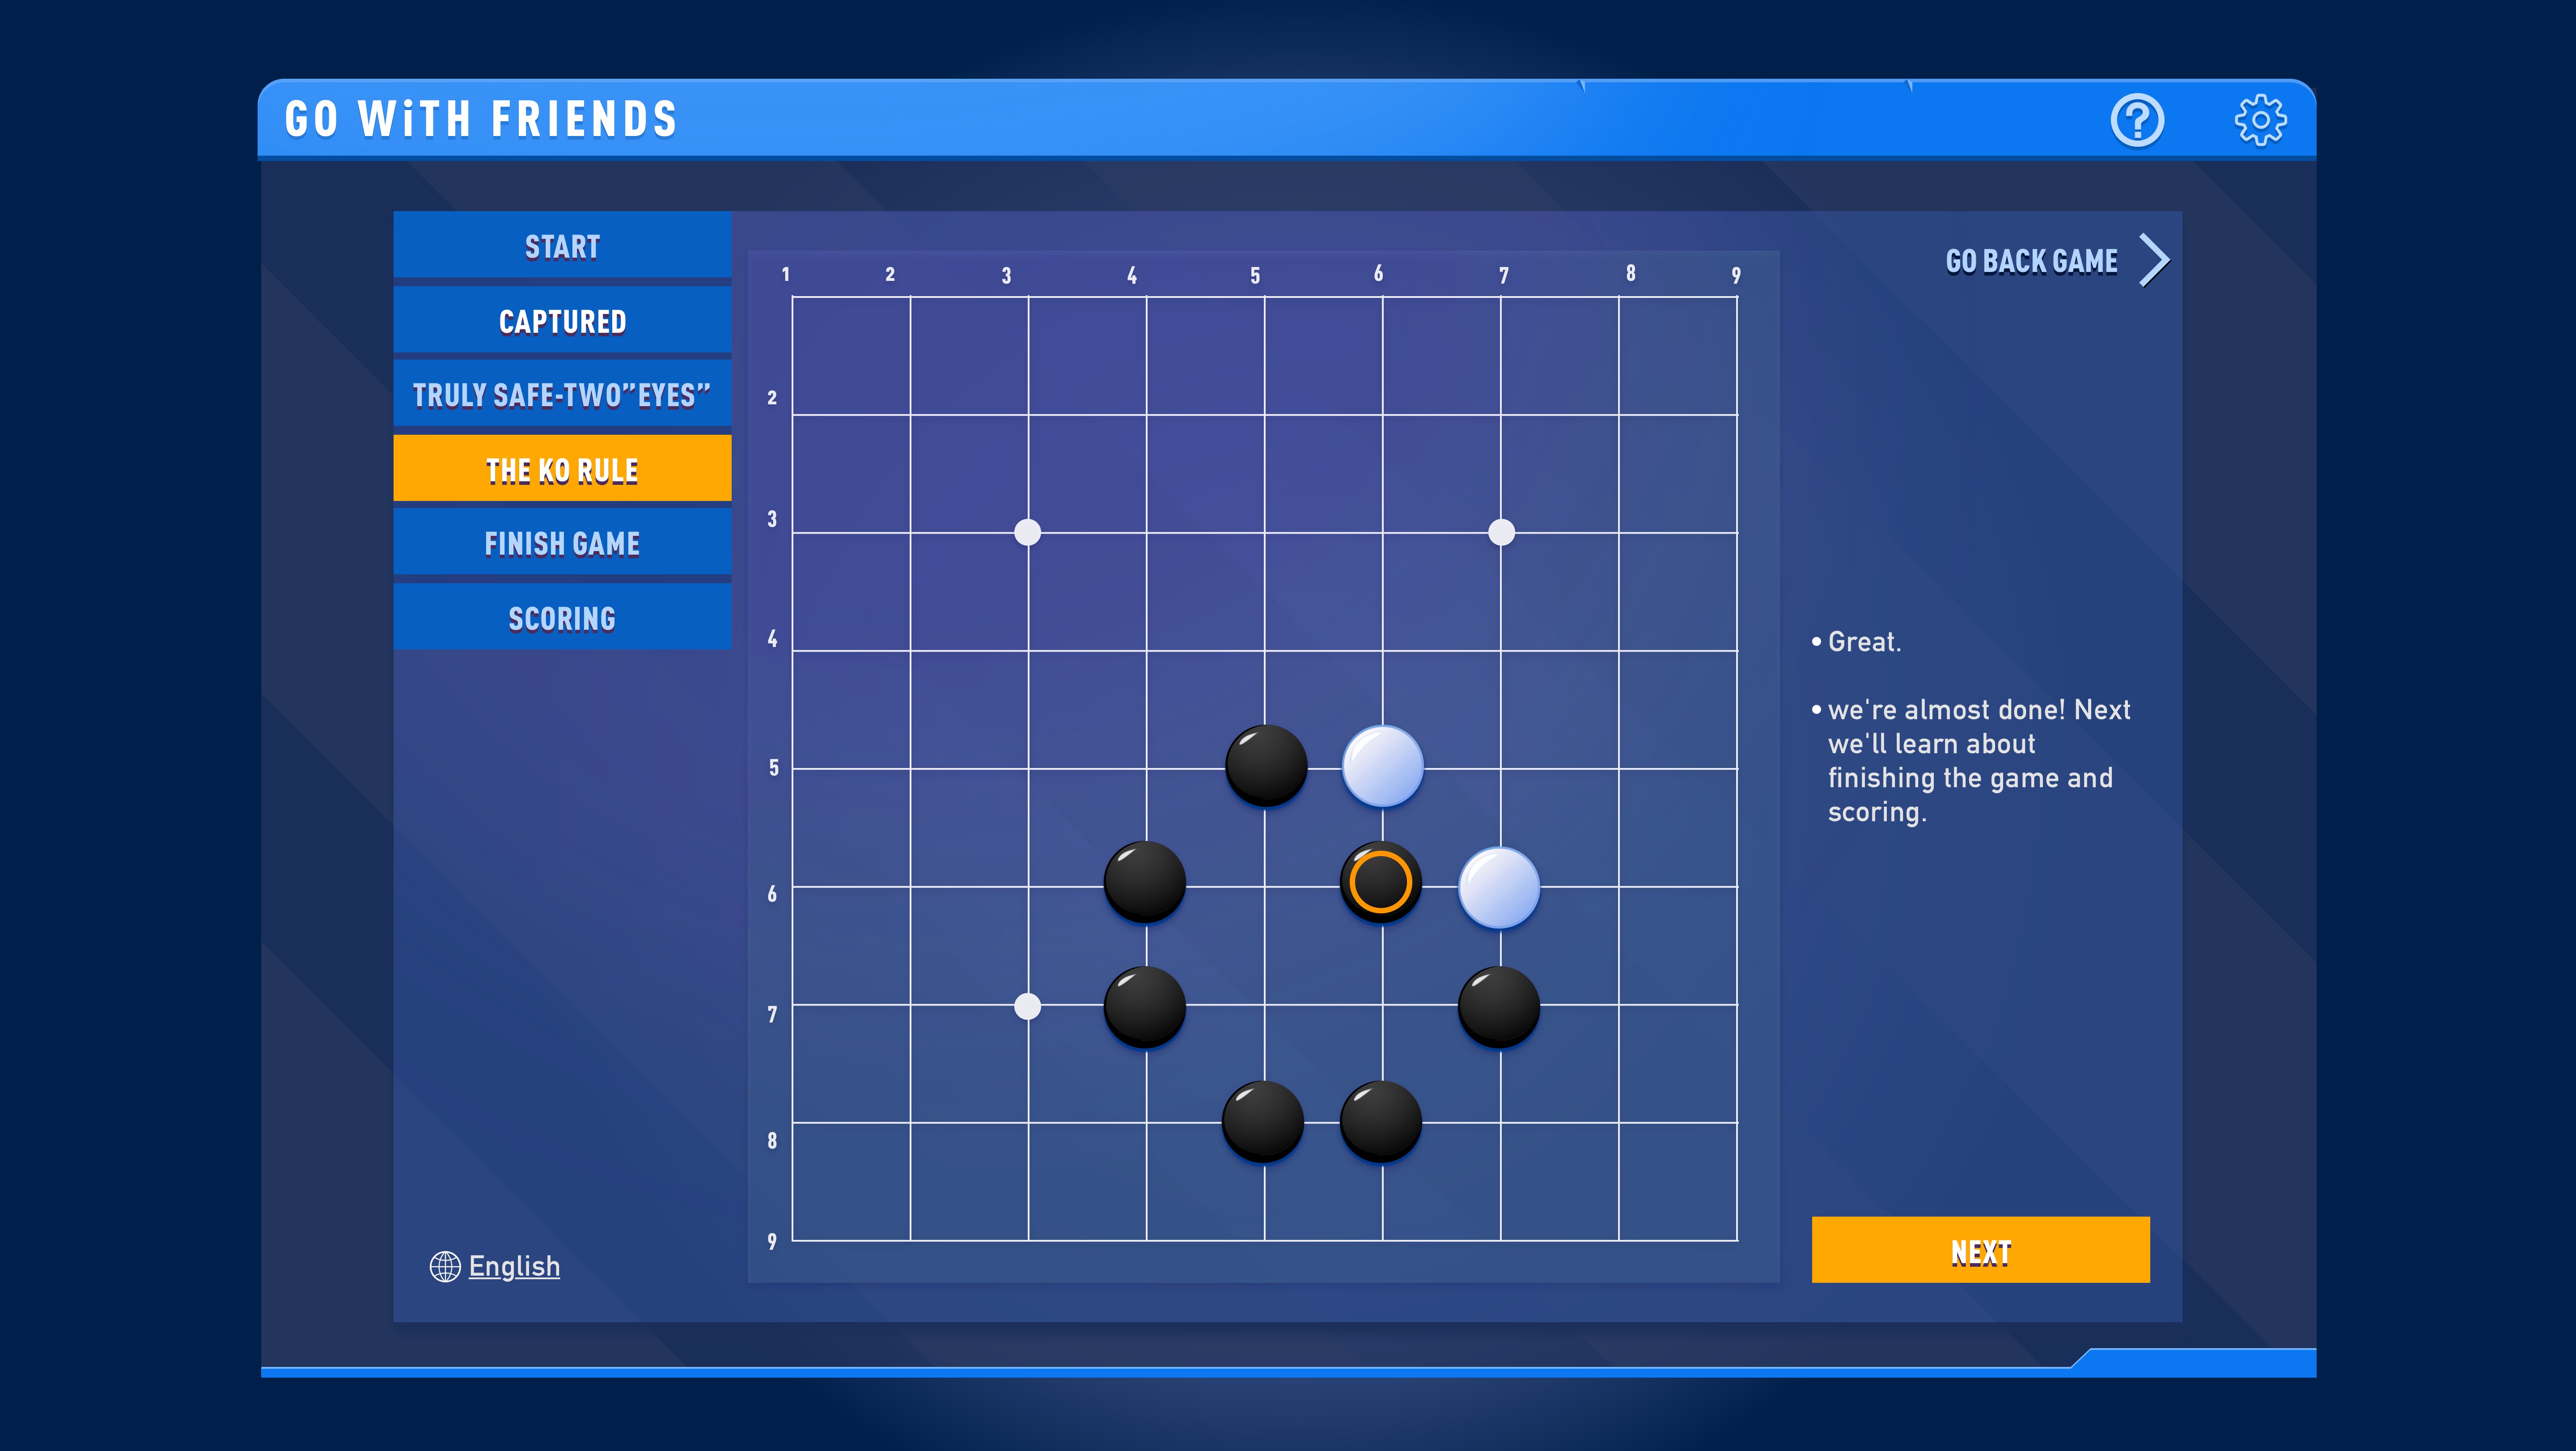 GO WiTH FRIENDS
START
CAPTURED
TRULY SAFE-TWO”EYES”
THE KO RULE
FINISH GAME
SCORING
English
1 2 3 4 5 6 7 8 9
2
3
4
5
6
7
8
9
GO BACK GAME
• Great.
• we're almost done! Next
we'll learn about
finishing the game and
scoring.
NEXT